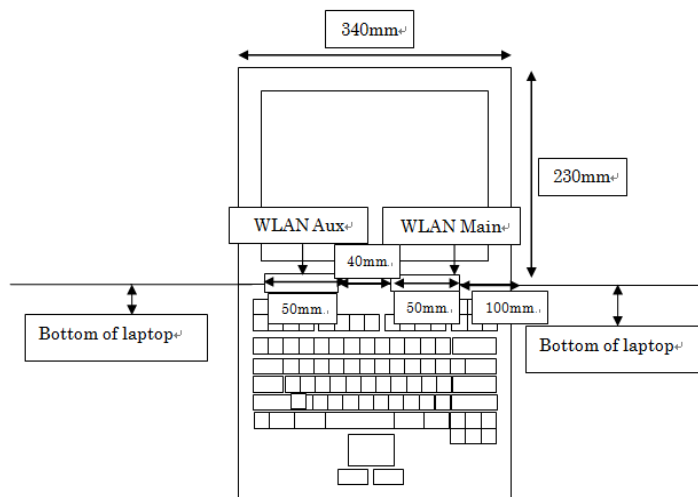 340mm
230mm
WLAN Aux
WLAN Main
40mm.
50mm.
50mm.
100mm.
Bottom of laptop
Bottom of laptop